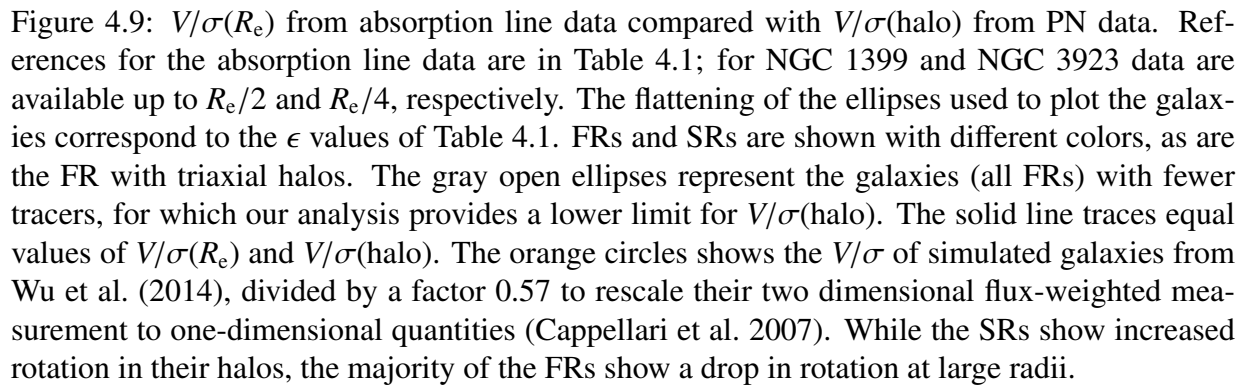 Figure 4.9: V/σ(Re) from absorption line data compared with V/σ(halo) from PN data. Ref-
erences for the absorption line data are in Table 4.1; for NGC 1399 and NGC 3923 data are
available up to Re/2 and Re/4, respectively. The flattening of the ellipses used to plot the galax-
ies correspond to the ϵ values of Table 4.1. FRs and SRs are shown with different colors, as are
the FR with triaxial halos. The gray open ellipses represent the galaxies (all FRs) with fewer
tracers, for which our analysis provides a lower limit for V/σ(halo). The solid line traces equal
values of V/σ(Re) and V/σ(halo). The orange circles shows the V/σ of simulated galaxies from
Wu et al. (2014), divided by a factor 0.57 to rescale their two dimensional flux-weighted mea-
surement to one-dimensional quantities (Cappellari et al. 2007). While the SRs show increased
rotation in their halos, the majority of the FRs show a drop in rotation at large radii.